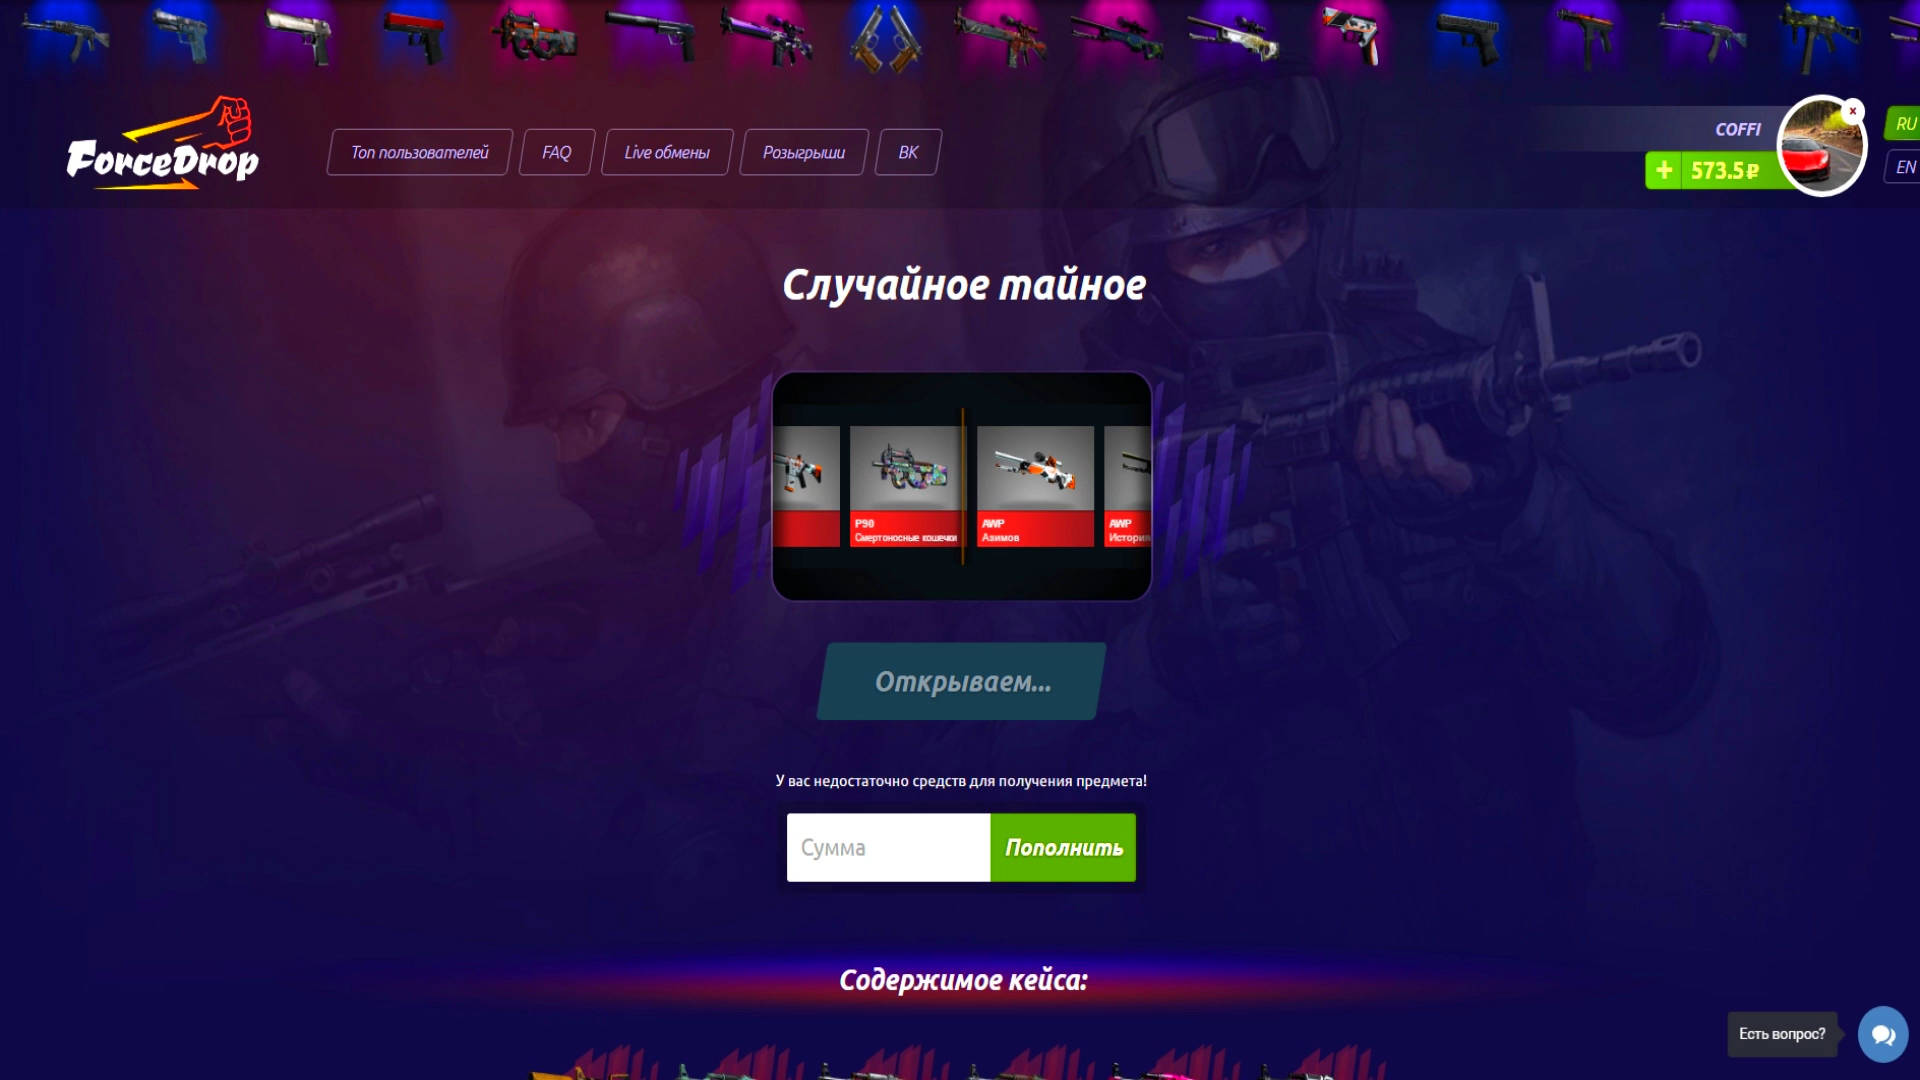 ForceDrop
Топ пользователей
FAQ
Live обмены
Розыгрыши
ВК
COFFI
+ 573.5₽
RU
EN
Случайное тайное
P90
Смертоносные кошечки
AWP
Азимов
AWP
История
Открываем...
У вас недостаточно средств для получения предмета!
Сумма
Пополнить
Содержимое кейса:
Есть вопрос?